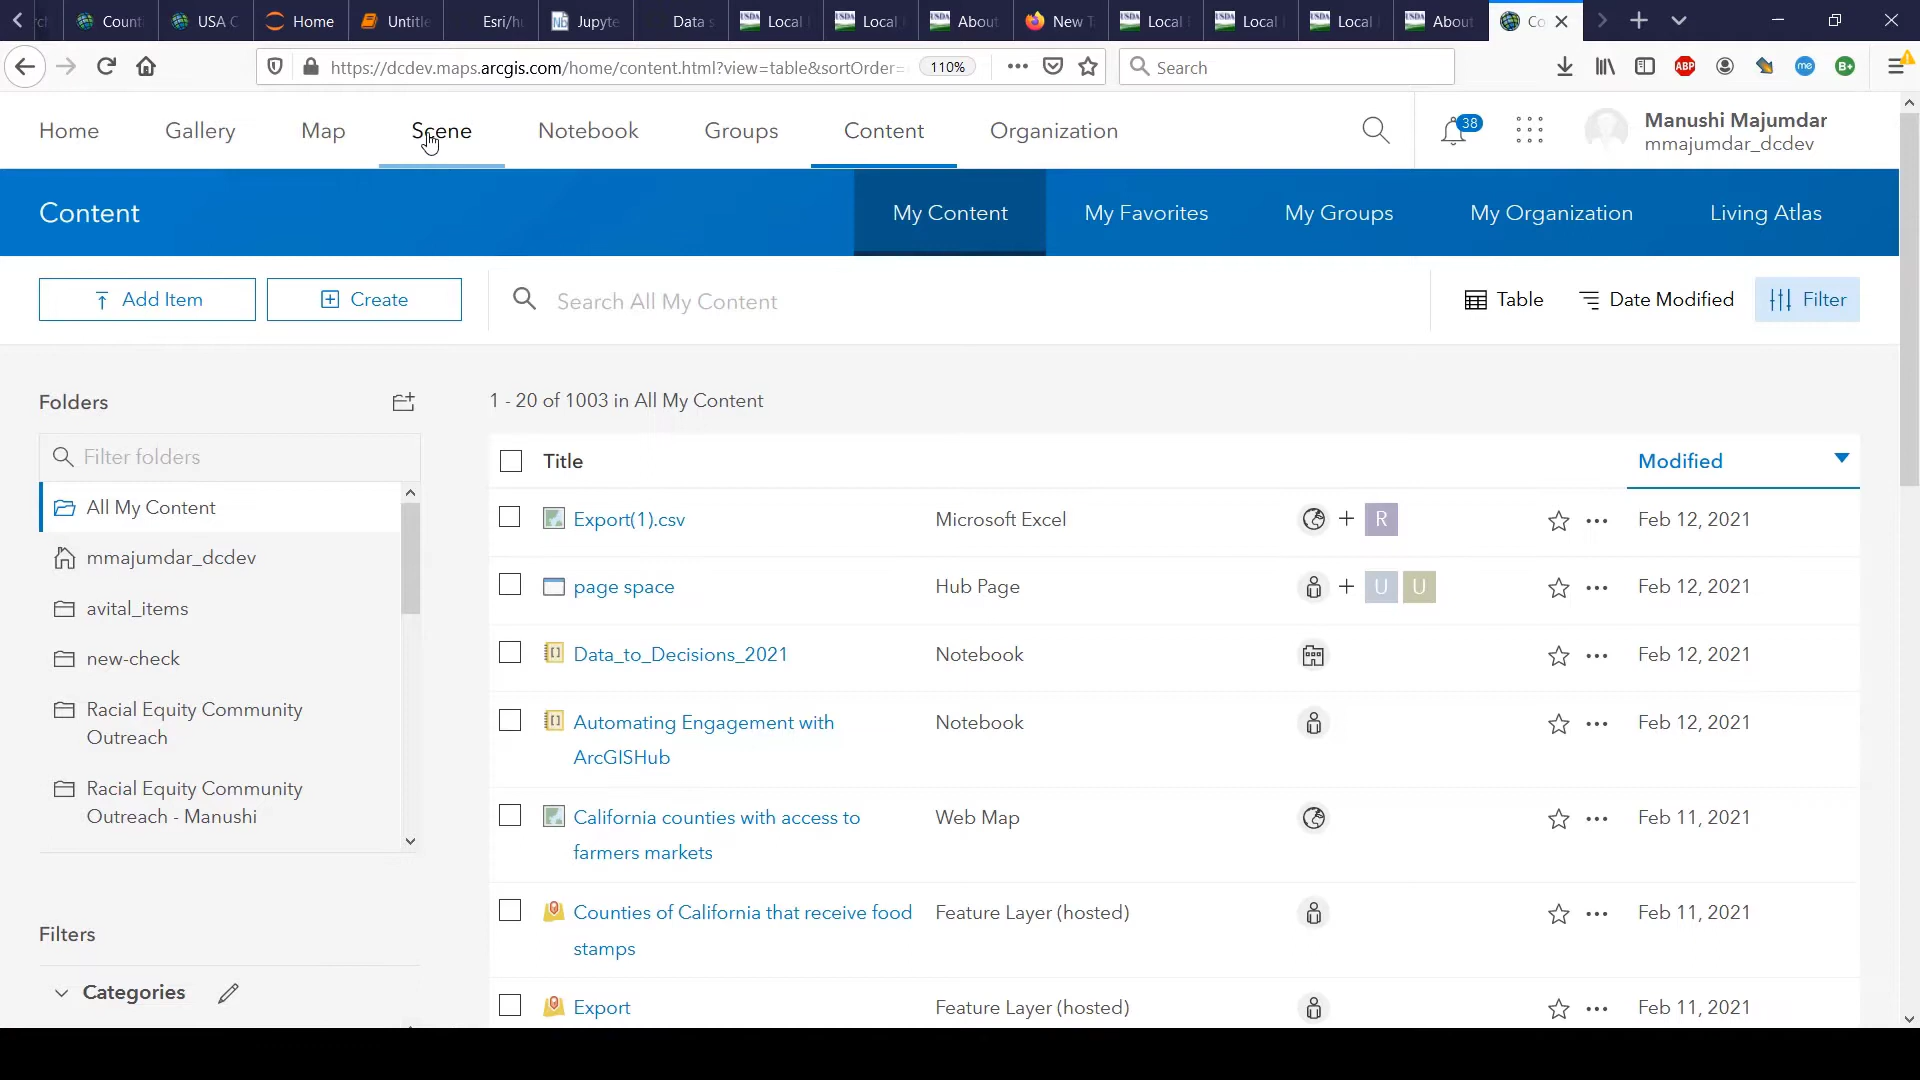 Count USA C Home Untitle Esri/h Jupyte Data s Local Local Abou New T Local Local Local About Co
https://dcdev.maps.arcgis.com/home/content.html?view=table&sortOrder= 110% Search ABP me B+
Home Gallery Map Scene Notebook Groups Content Organization 38 Manushi Majumdar
mmajumdar_dcdev
Content My Content My Favorites My Groups My Organization Living Atlas
Add Item Create Search All My Content Table Date Modified Filter
Folders 1 - 20 of 1003 in All My Content
Filter folders Title Modified
All My Content Export(1).csv Microsoft Excel + R Feb 12, 2021
mmajumdar_dcdev page space Hub Page + U U Feb 12, 2021
avital_items
new-check Data_to_Decisions_2021 Notebook Feb 12, 2021
Racial Equity Community Automating Engagement with Notebook Feb 12, 2021
Outreach ArcGISHub
Racial Equity Community California counties with access to Web Map Feb 11, 2021
Outreach - Manushi farmers markets
Filters Counties of California that receive food Feature Layer (hosted) Feb 11, 2021
stamps
Categories Export Feature Layer (hosted) Feb 11, 2021